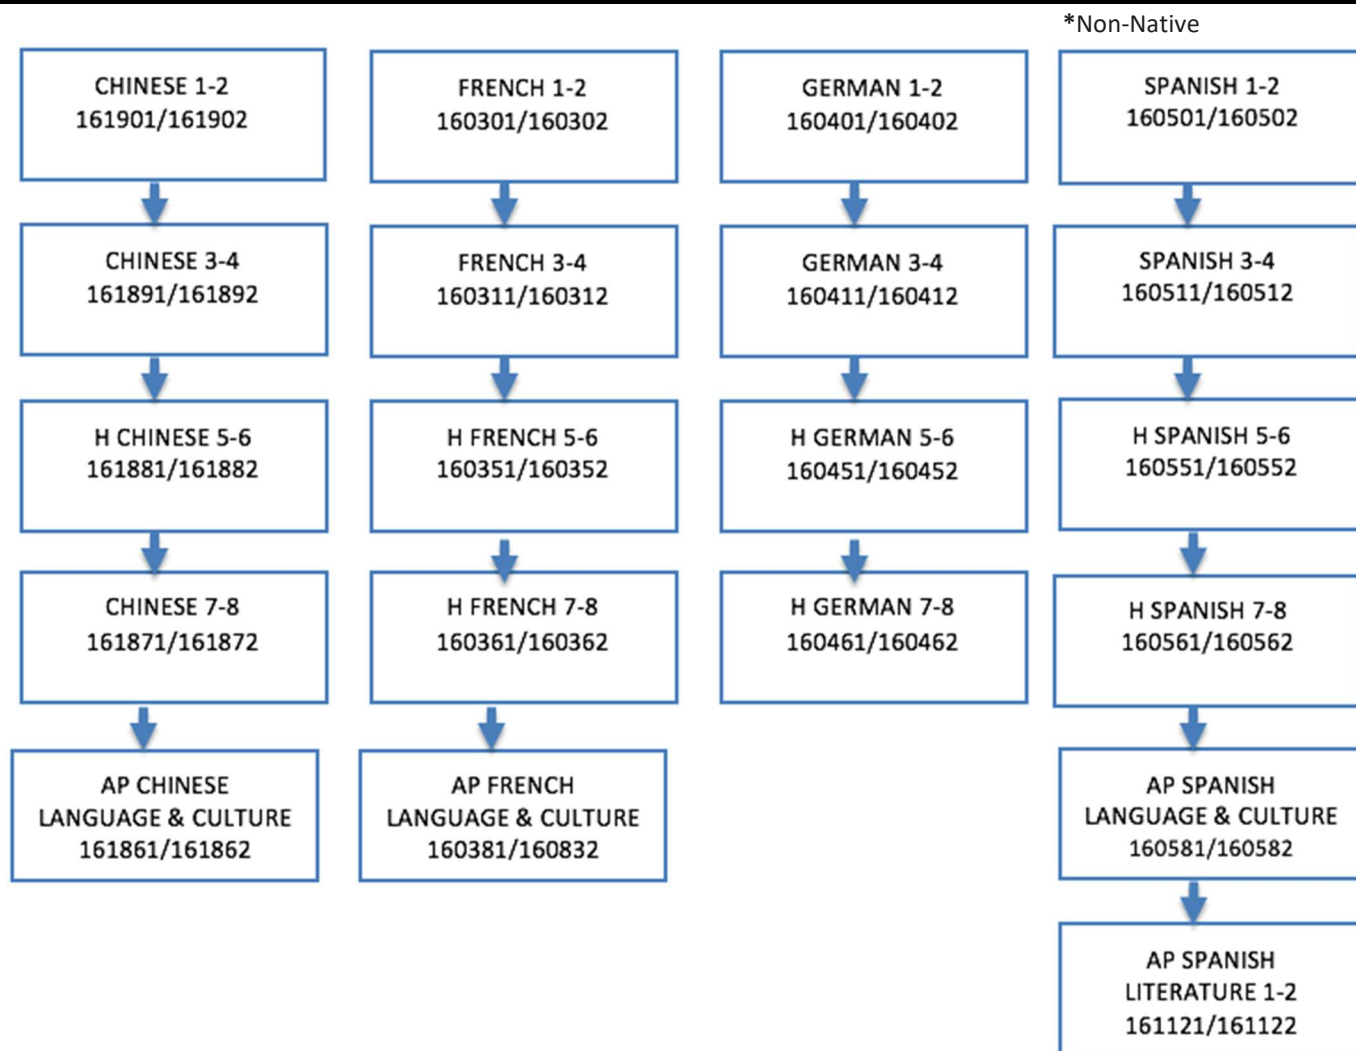 *Non-Native
CHINESE 1-2
161901/161902
FRENCH 1-2
160301/160302
GERMAN 1-2
160401/160402
SPANISH 1-2
160501/160502
CHINESE 3-4
161891/161892
FRENCH 3-4
160311/160312
GERMAN 3-4
160411/160412
SPANISH 3-4
160511/160512
H CHINESE 5-6
161881/161882
H FRENCH 5-6
160351/160352
H GERMAN 5-6
160451/160452
H SPANISH 5-6
160551/160552
CHINESE 7-8
161871/161872
H FRENCH 7-8
160361/160362
H GERMAN 7-8
160461/160462
H SPANISH 7-8
160561/160562
AP CHINESE
LANGUAGE & CULTURE
161861/161862
AP FRENCH
LANGUAGE & CULTURE
160381/160832
AP SPANISH
LANGUAGE & CULTURE
160581/160582
AP SPANISH
LITERATURE 1-2
161121/161122